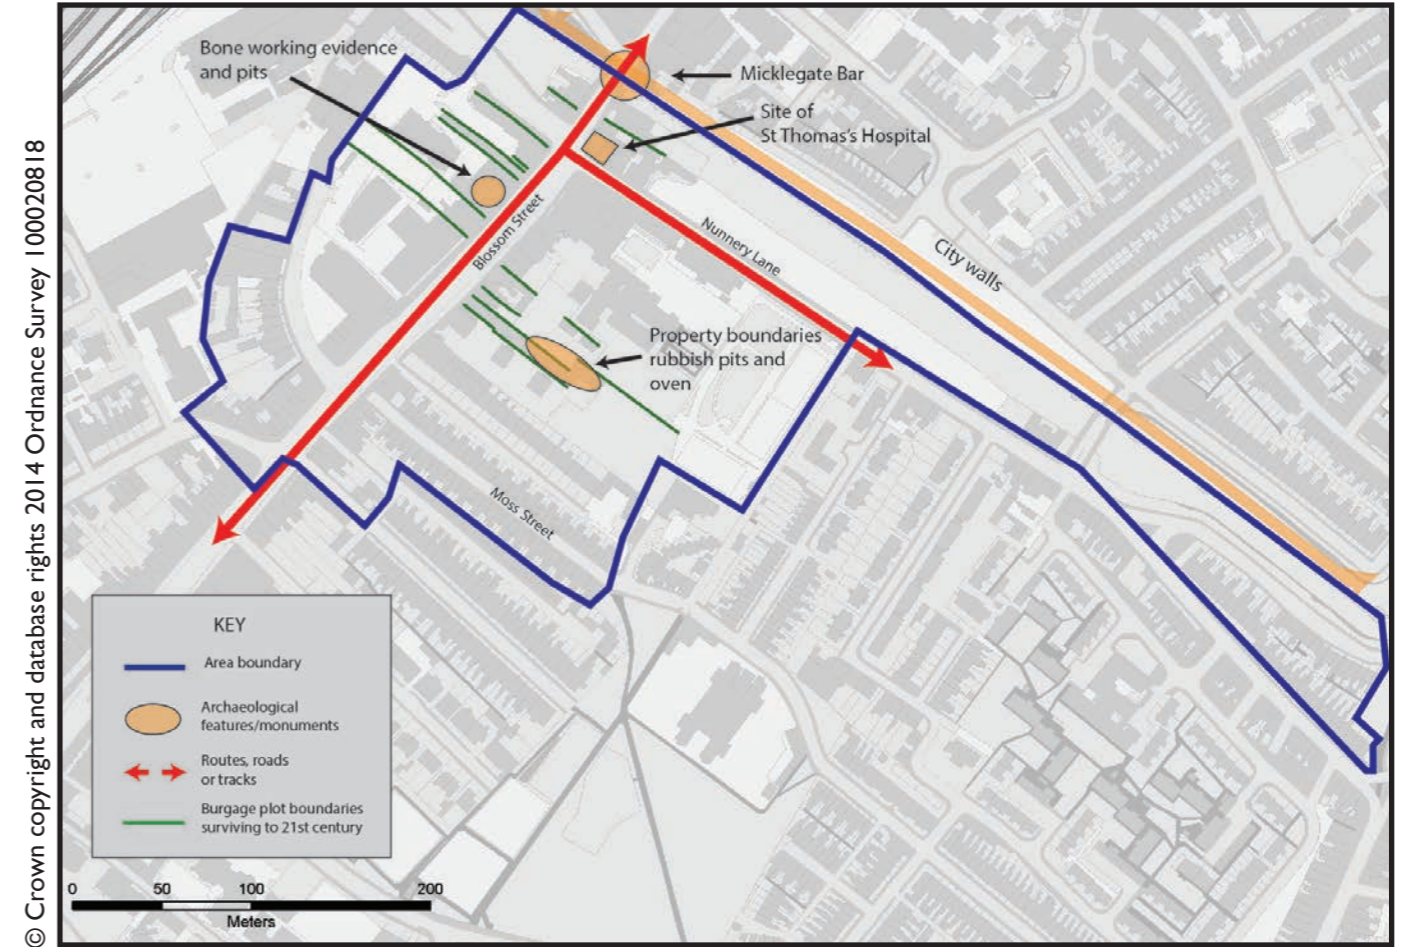 © Crown copyright and database rights 2014 Ordnance Survey 100020818
Bone working evidence
and pits
Micklegate Bar
Site of
St Thomas's Hospital
Blossom Street
Nunnery Lane
City walls
Property boundaries
rubbish pits and
oven
Moss Street
KEY
Area boundary
Archaeological
features/monuments
Routes, roads
or tracks
Burgage plot boundaries
surviving to 21st century
0 50 100 200
Meters